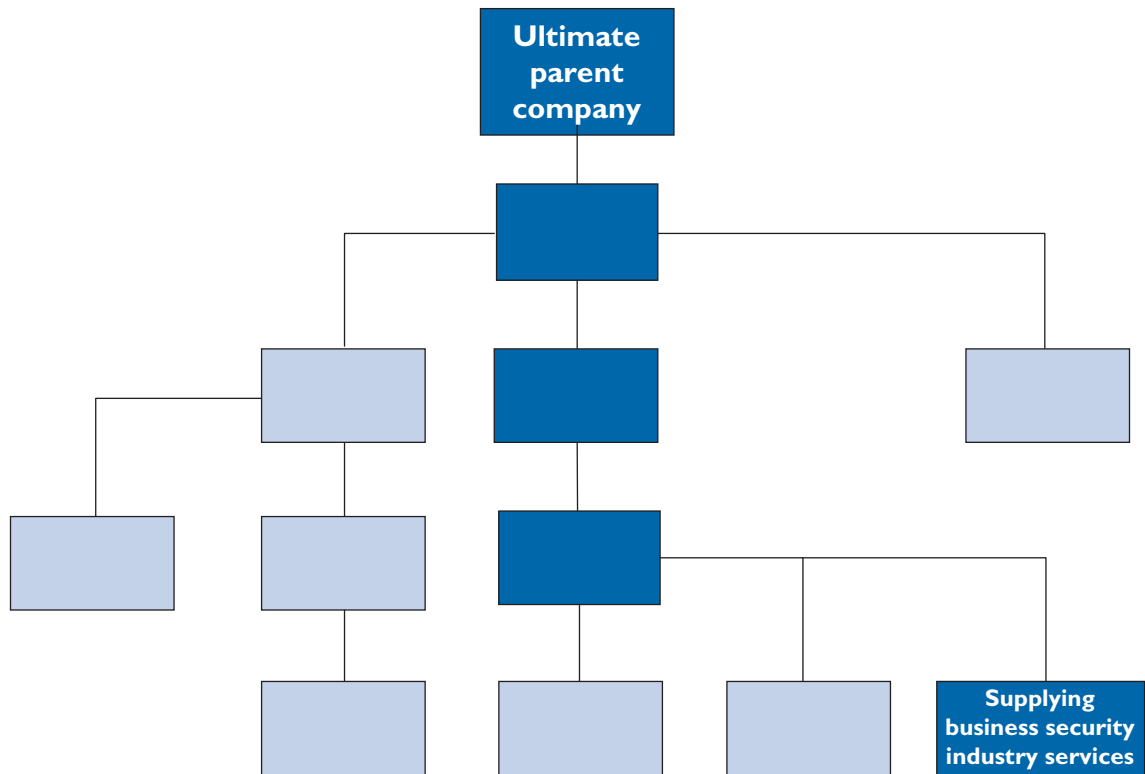 Ultimate
parent
company
Supplying
business security
industry services